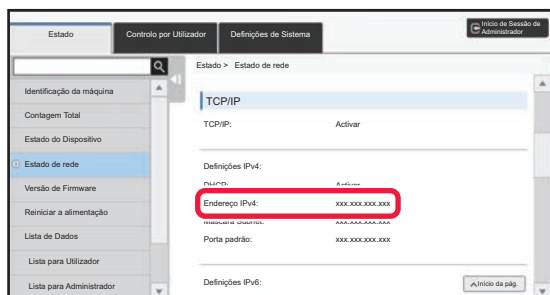 Estado
Controlo por Utilizador
Definições de Sistema
Início de Sessão de
Administrador
Estado > Estado de rede
Identificação da máquina
Contagem Total
Estado do Dispositivo
Estado de rede
Versão de Firmware
Reiniciar a alimentação
Lista de Dados
Lista para Utilizador
Lista para Administrador
TCP/IP
TCP/IP: Activar
Definições IPv4:
DHCP: Activar
Endereço IPv4: xxx.xxx.xxx.xxx
Máscara Subnet: xxx.xxx.xxx.xxx
Porta padrão: xxx.xxx.xxx.xxx
Definições IPv6:
Início da pág.